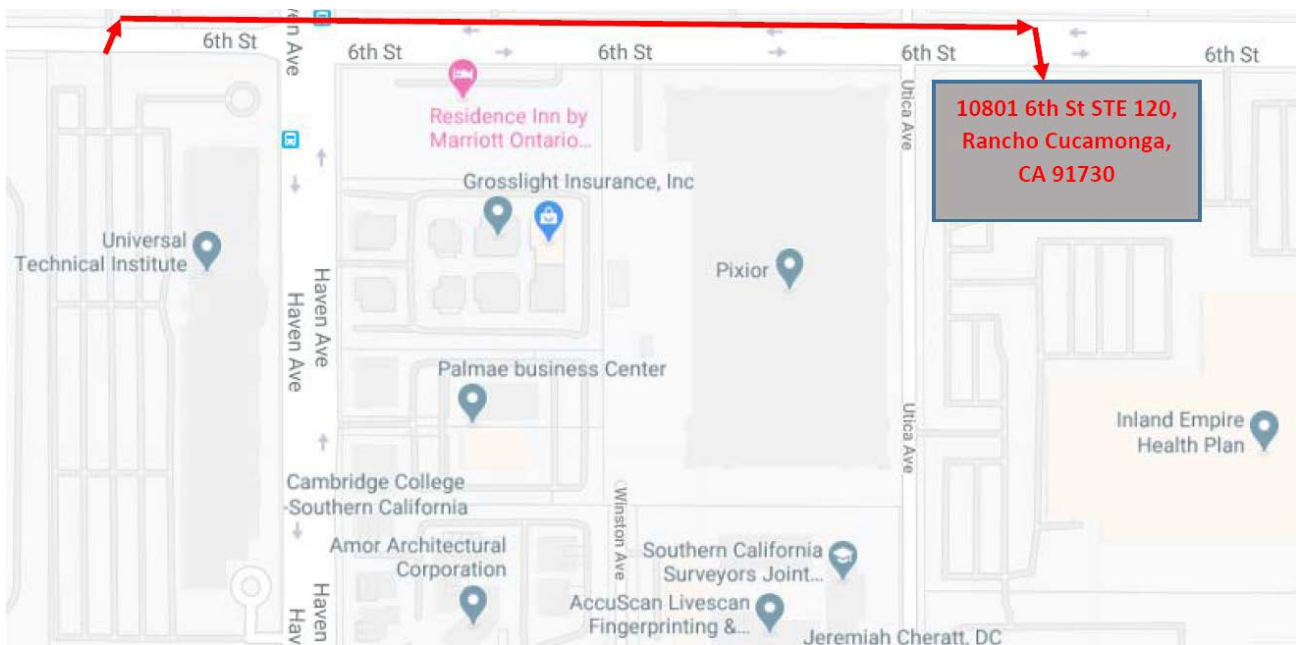 6th St
6th St
6th St
6th St
6th St
Haven Ave
Utica Ave
10801 6th St STE 120,
Rancho Cucamonga,
CA 91730
Residence Inn by
Marriott Ontario...
Grosslight Insurance, Inc
Universal
Technical Institute
Pixior
Haven Ave
Haven Ave
Palmae business Center
Utica Ave
Inland Empire
Health Plan
Cambridge College
-Southern California
Winston Ave
Amor Architectural
Corporation
Southern California
Surveyors Joint...
AccuScan Livescan
Fingerprinting &...
Haven
Hav
Jeremiah Cheratt, DC